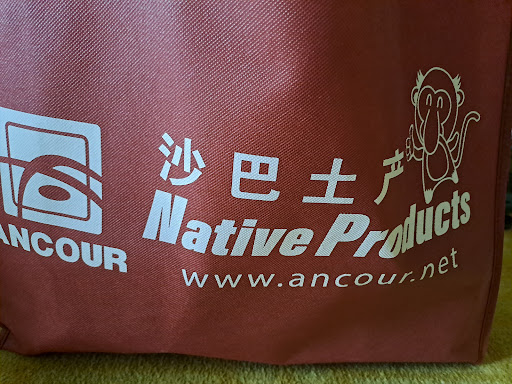 沙巴土产
Native Products
ANCOUR
www.ancour.net